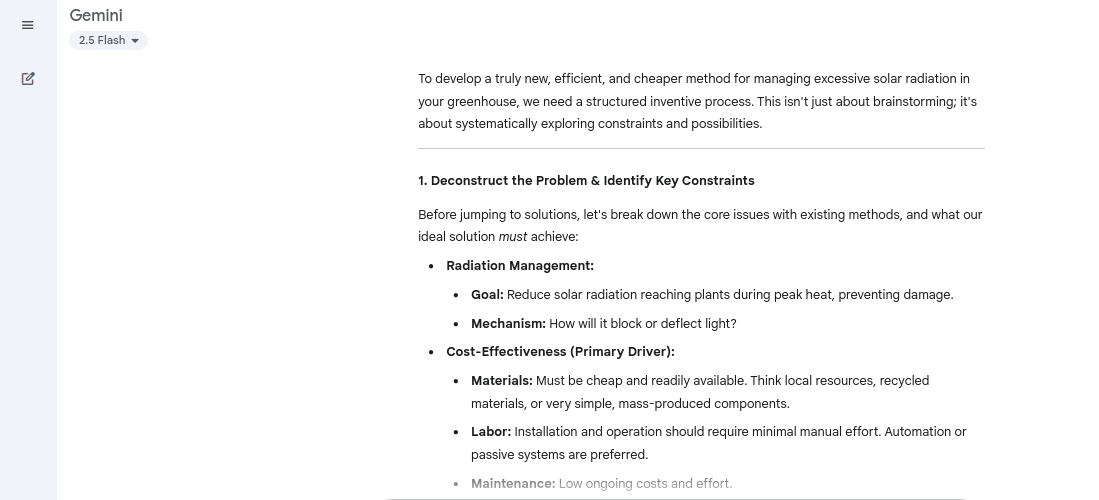 Gemini
2.5 Flash
To develop a truly new, efficient, and cheaper method for managing excessive solar radiation in
your greenhouse, we need a structured inventive process. This isn't just about brainstorming; it's
about systematically exploring constraints and possibilities.
1. Deconstruct the Problem & Identify Key Constraints
Before jumping to solutions, let's break down the core issues with existing methods, and what our
ideal solution must achieve:
• Radiation Management:
• Goal: Reduce solar radiation reaching plants during peak heat, preventing damage.
• Mechanism: How will it block or deflect light?
• Cost-Effectiveness (Primary Driver):
• Materials: Must be cheap and readily available. Think local resources, recycled
materials, or very simple, mass-produced components.
• Labor: Installation and operation should require minimal manual effort. Automation or
passive systems are preferred.
• Maintenance: Low ongoing costs and effort.